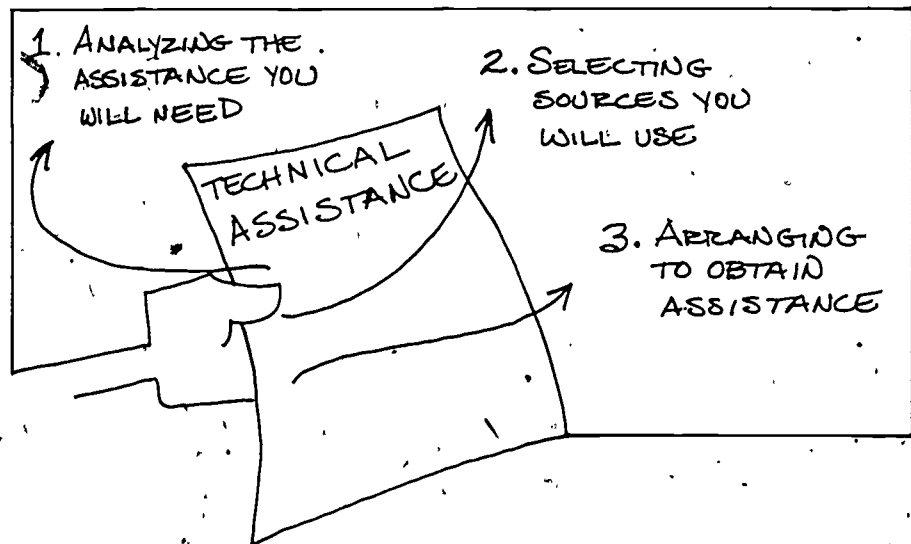 1. ANALYZING THE
ASSISTANCE YOU
WILL NEED
2. SELECTING
SOURCES YOU
WILL USE
TECHNICAL
ASSISTANCE
3. ARRANGING
TO OBTAIN
ASSISTANCE